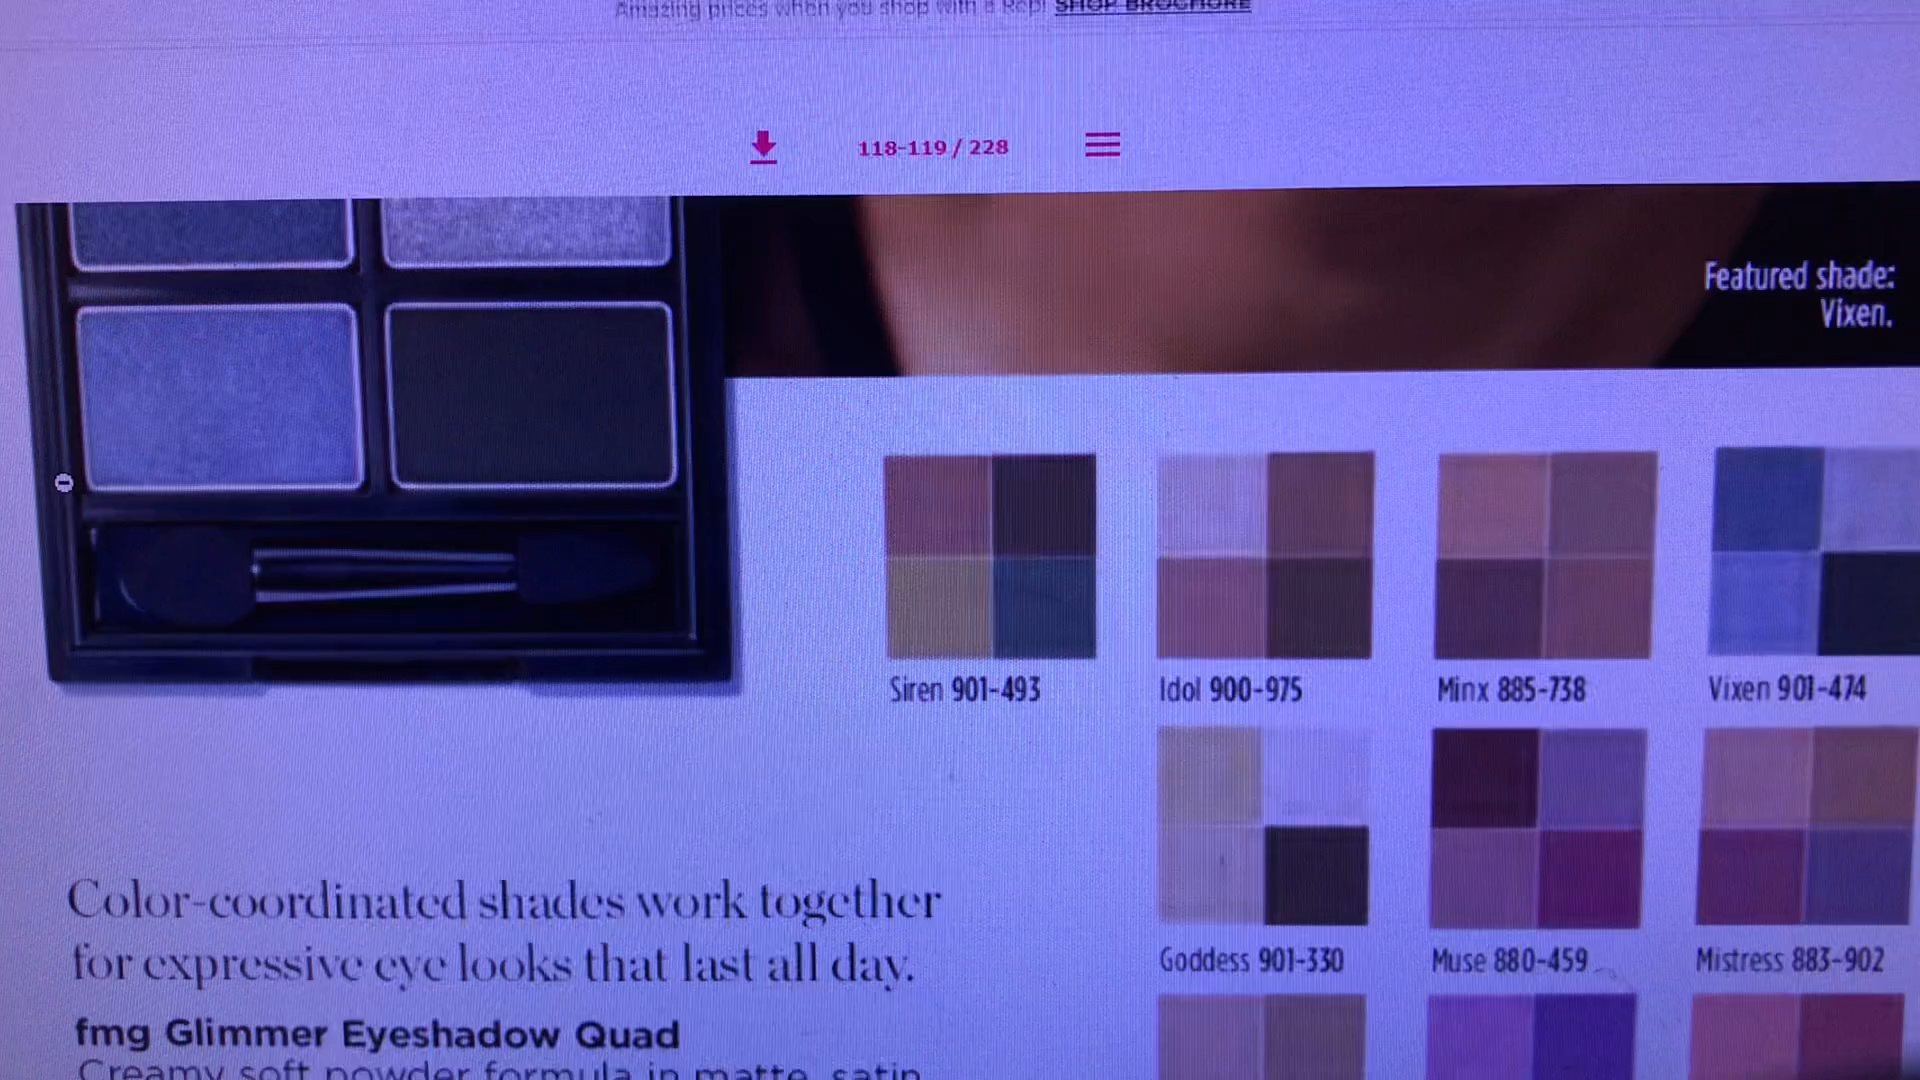 Amazing prices when you shop with a Rep! SHOP BROCHURE
118-119 / 228
Featured shade:
Vixen.
Siren 901-493
Idol 900-975
Minx 885-738
Vixen 901-474
Goddess 901-330
Muse 880-459
Mistress 883-902
Color-coordinated shades work together
for expressive eye looks that last all day.
fmg Glimmer Eyeshadow Quad
Creamy soft powder formula in matte, satin